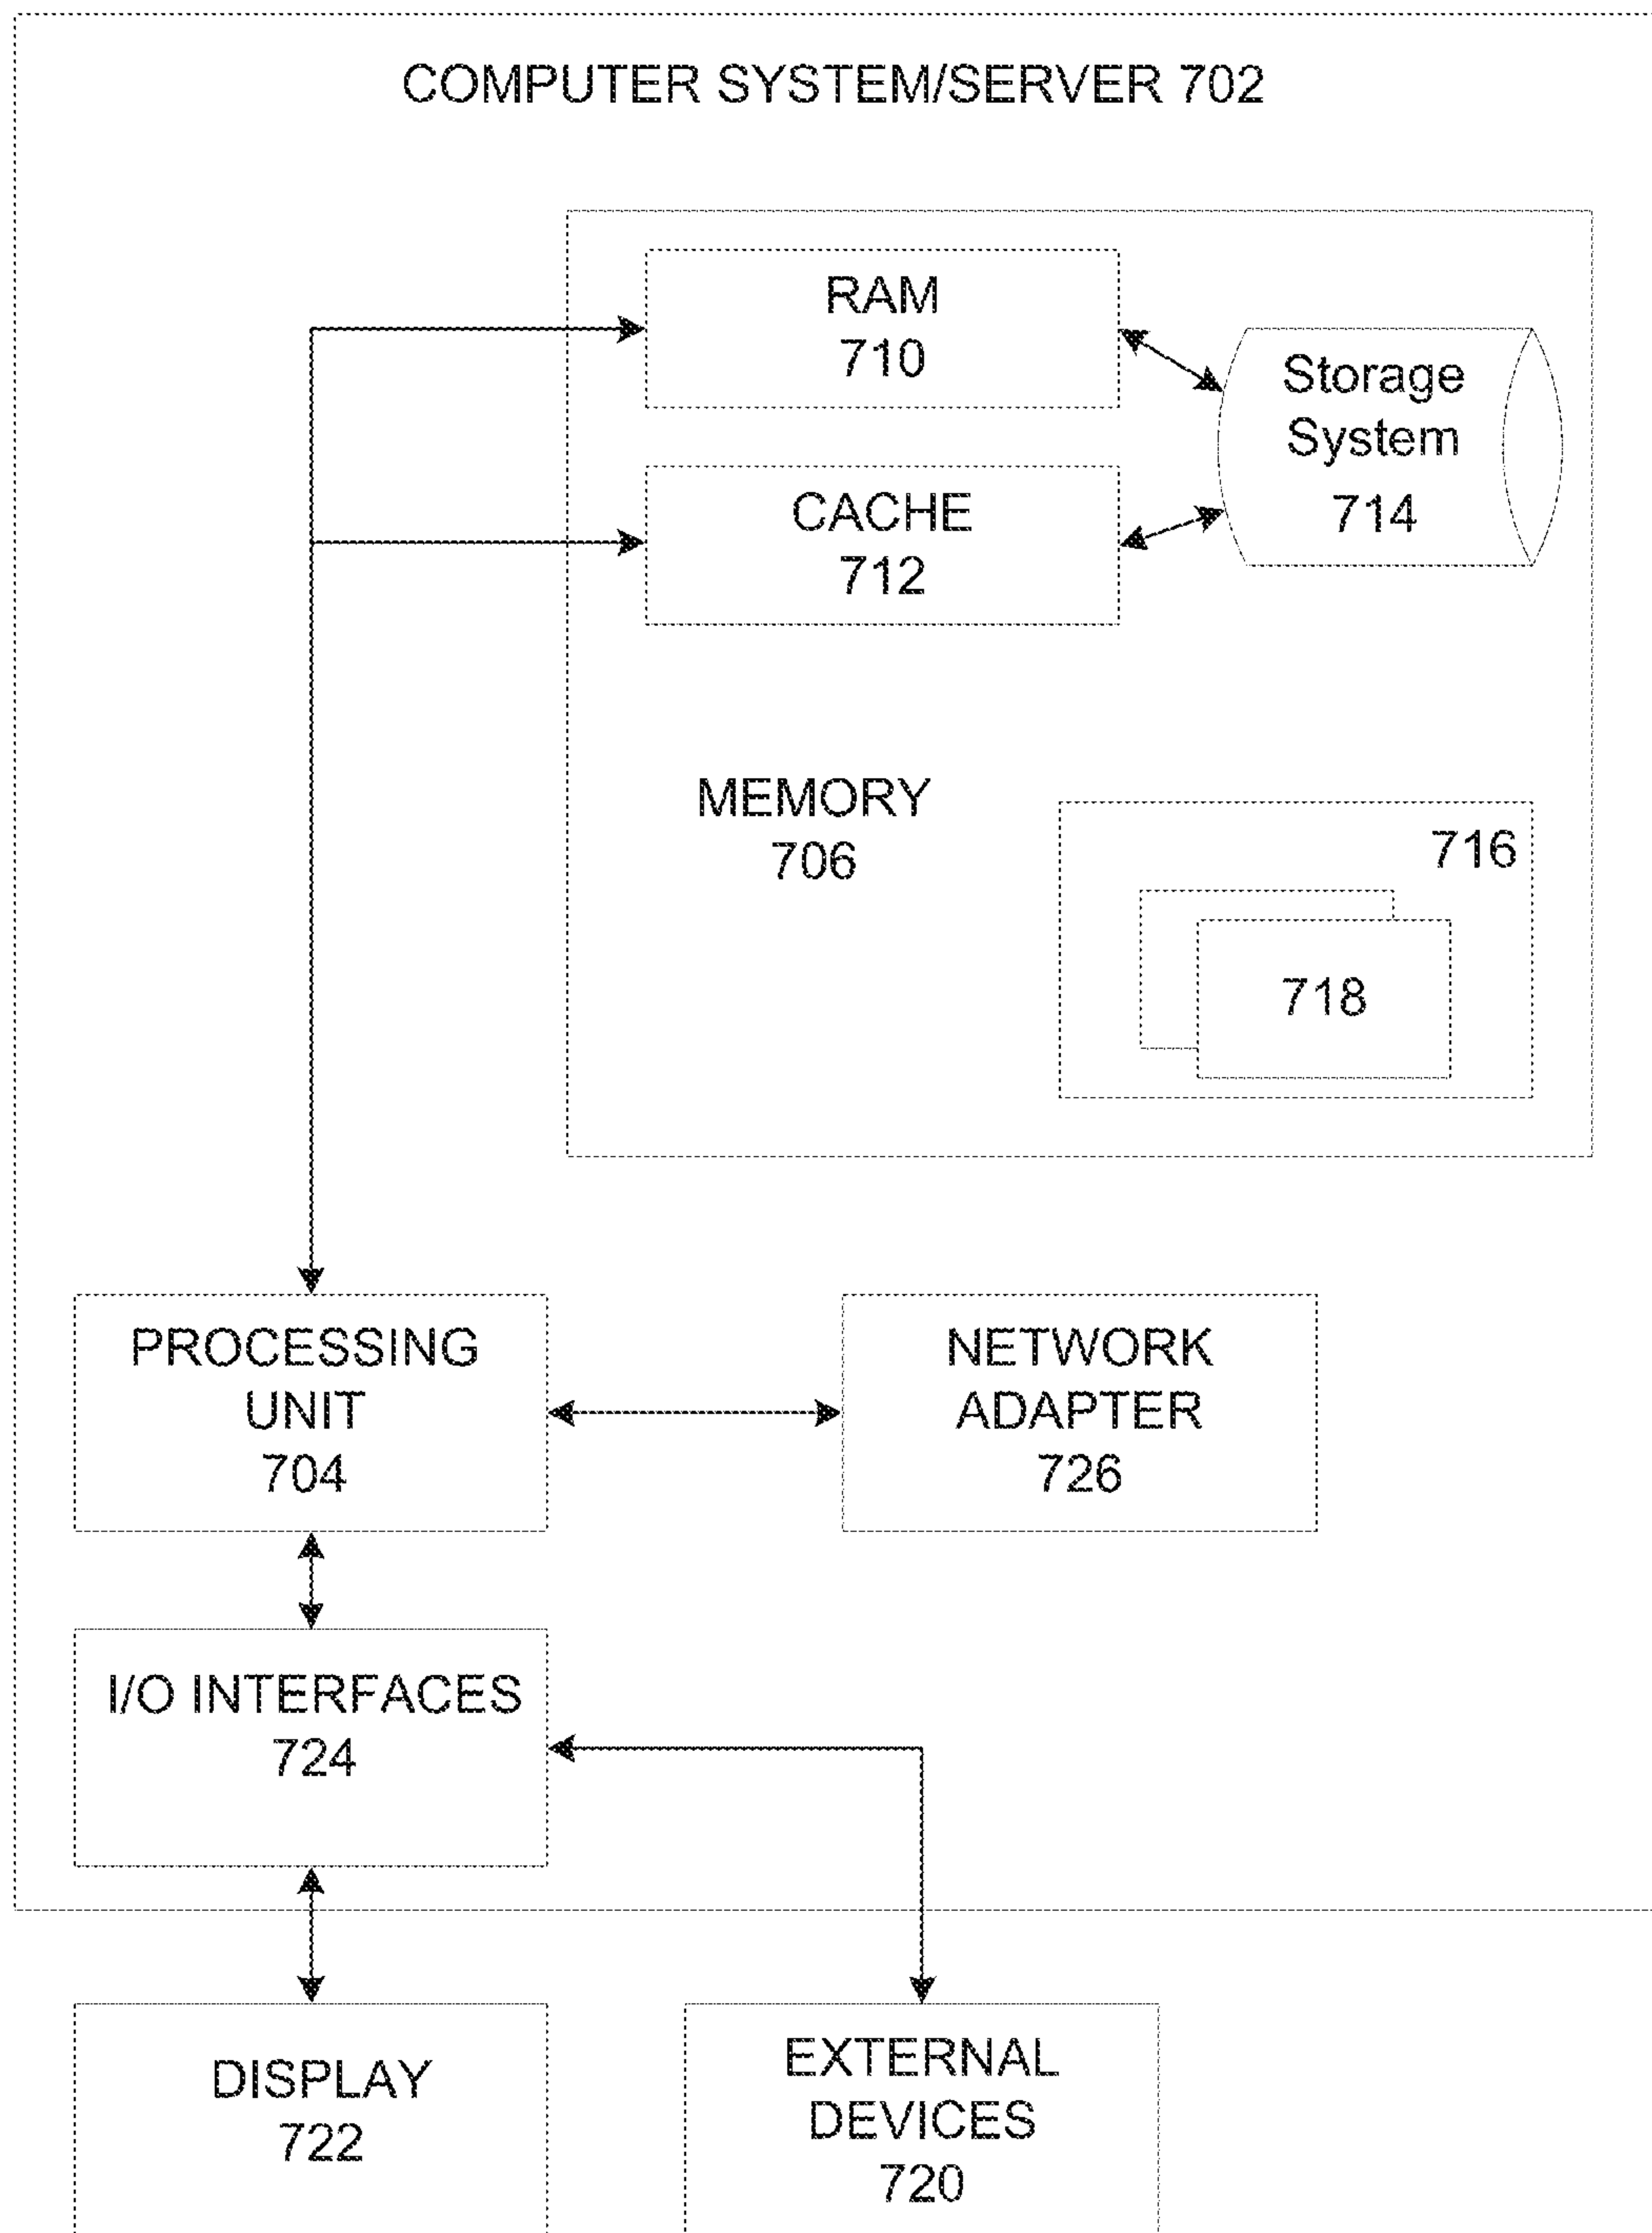 COMPUTER SYSTEM/SERVER 702
RAM
710
Storage
System
714
CACHE
712
MEMORY
706
716
718
PROCESSING
UNIT
704
NETWORK
ADAPTER
726
I/O INTERFACES
724
DISPLAY
722
EXTERNAL
DEVICES
720